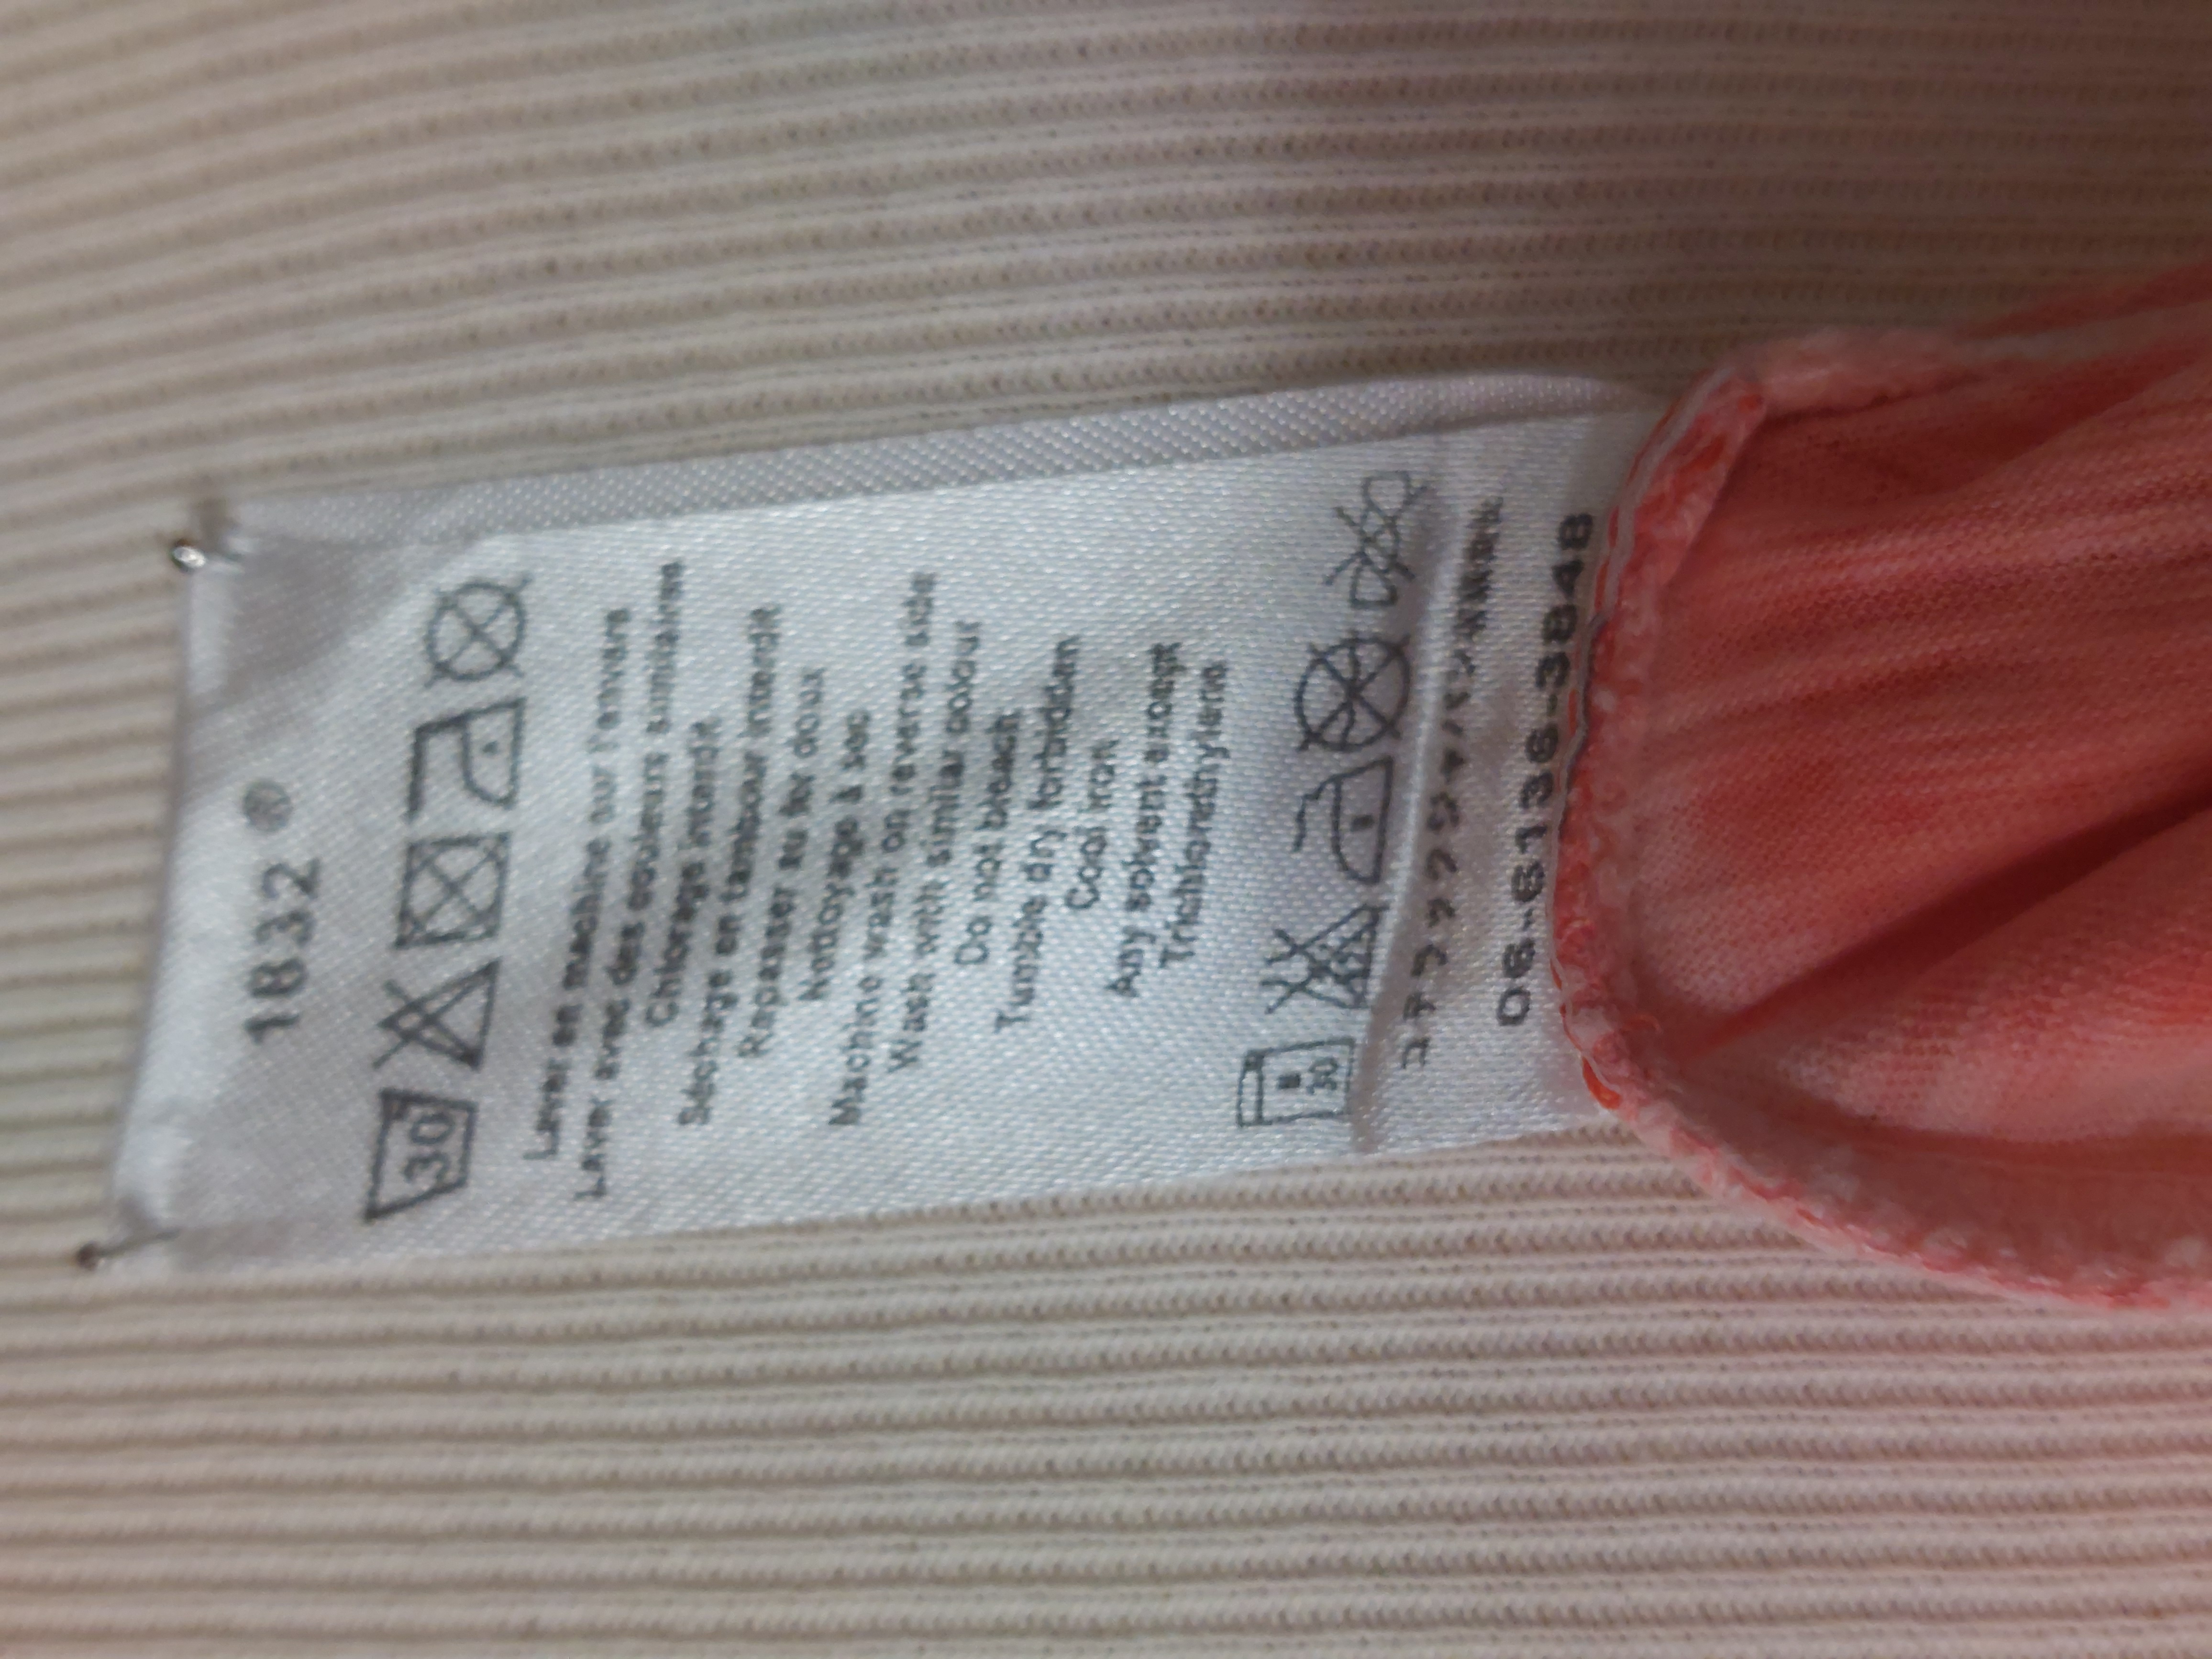 1832 ®
30
Laver en machine sur l'envers
Laver avec des couleurs similaires
Chlorage interdit
Séchage en tambour interdit
Repasser au fer doux
Nettoyage à sec
Machine wash on reverse side
Wash with similar colour
Do not bleach
Tumble dry forbidden
Cool iron
Any solvent except
Trichlorethylene
30
06-6136-3848